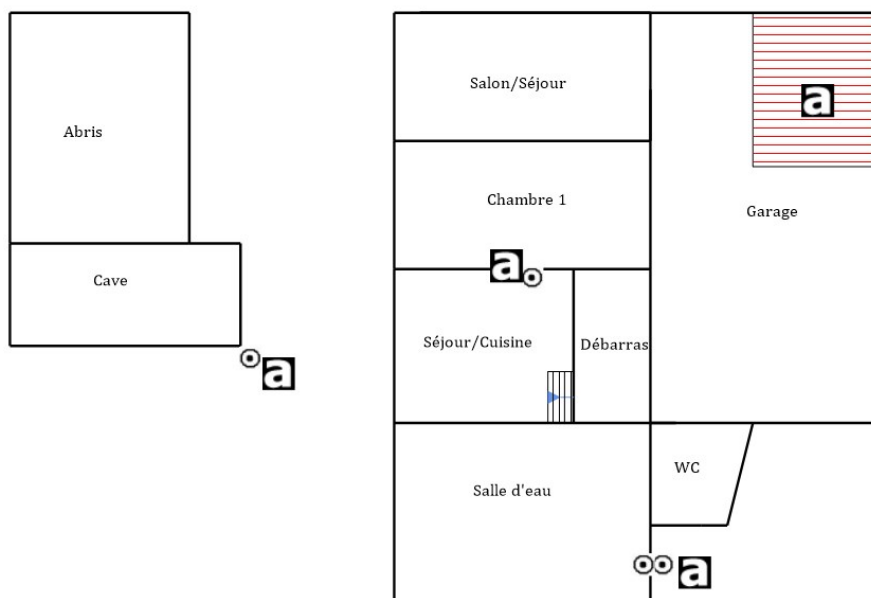 Abris
Cave
a
Salon/Séjour
a
Chambre 1
Garage
a
Séjour/Cuisine
Débarras
Salle d'eau
WC
a